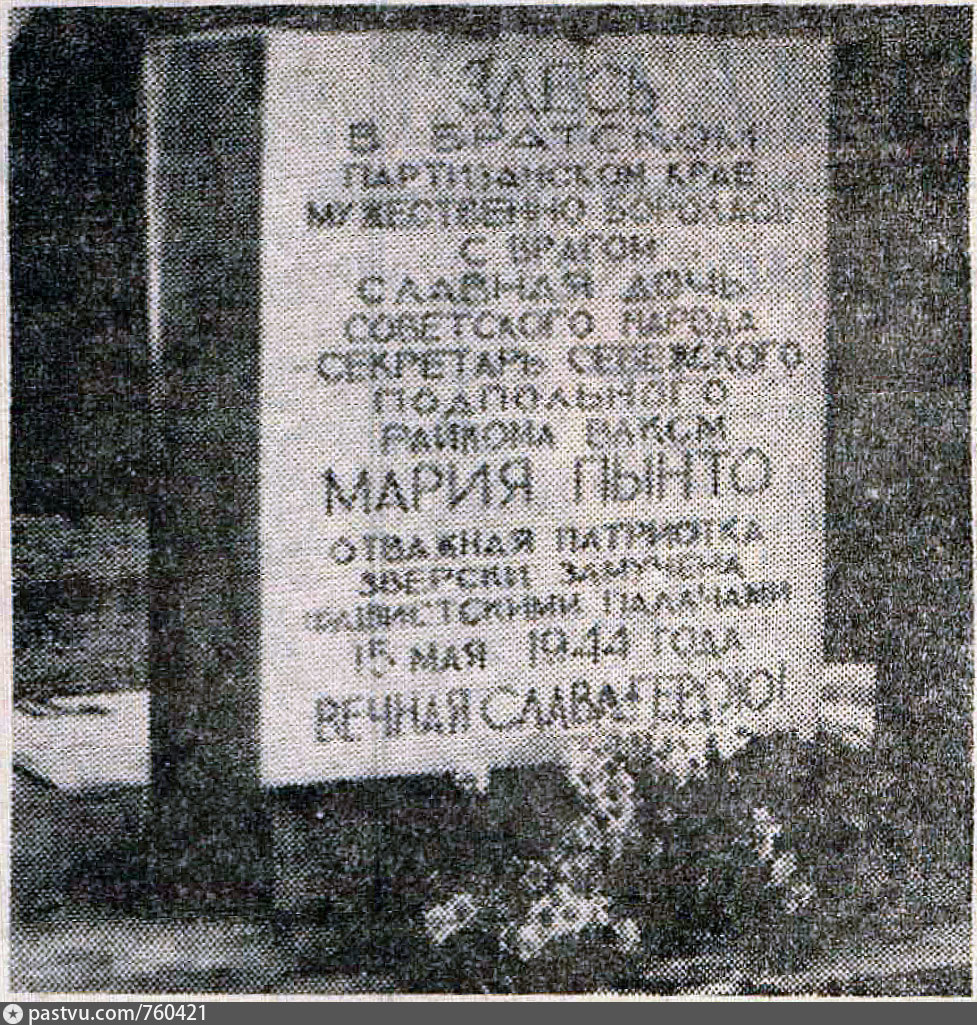 ЗДЕСЬ
В БРАТСКОМ
ПАРТИЗАНСКОМ КРАЕ
МУЖЕСТВЕННО БОРОЛАСЬ
С ВРАГОМ
СЛАВНАЯ ДОЧЬ
СОВЕТСКОГО НАРОДА
СЕКРЕТАРЬ СЕБЕЖСКОГО
ПОДПОЛЬНОГО
РАЙКОМА ВЛКСМ
МАРИЯ ПЫНТО
ОТВАЖНАЯ ПАТРИОТКА
ЗВЕРСКИ ЗАМУЧЕНА
ФАШИСТСКИМИ ПАЛАЧАМИ
15 МАЯ 1944 ГОДА
ВЕЧНАЯ СЛАВА ГЕРОЮ!
pastvu.com/760421